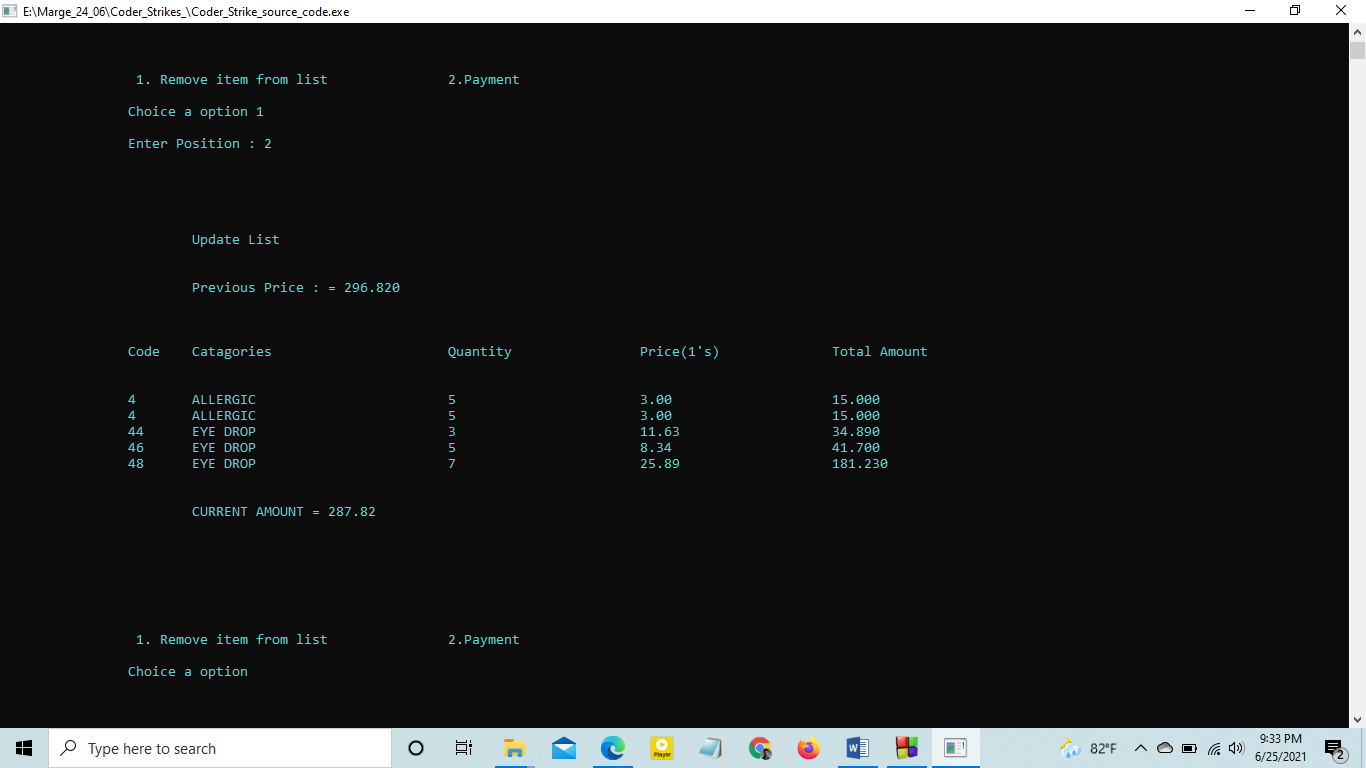 E:\Marge_24_06\Coder_Strikes_\Coder_Strike_source_code.exe
1. Remove item from list 2.Payment
Choice a option 1
Enter Position : 2
Update List
Previous Price : = 296.820
Code Catagories Quantity Price(1's) Total Amount
4 ALLERGIC 5 3.00 15.000
4 ALLERGIC 5 3.00 15.000
44 EYE DROP 3 11.63 34.890
46 EYE DROP 5 8.34 41.700
48 EYE DROP 7 25.89 181.230
CURRENT AMOUNT = 287.82
1. Remove item from list 2.Payment
Choice a option
Type here to search Player W 82°F 9:33 PM
6/25/2021 2